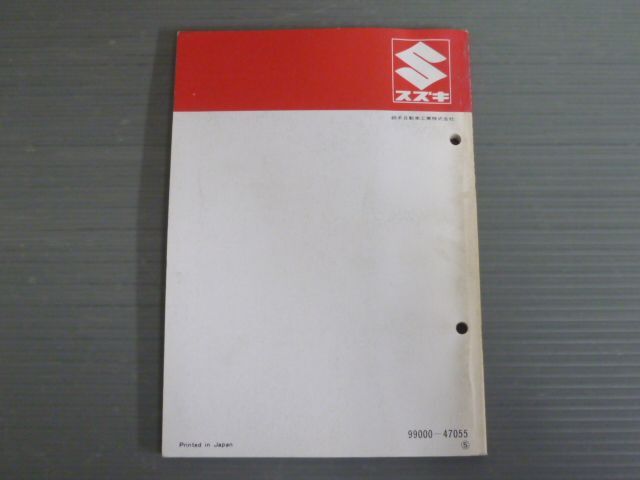 スズキ
鈴木自動車工業株式会社
99000-47055
Ⓢ
Printed in Japan